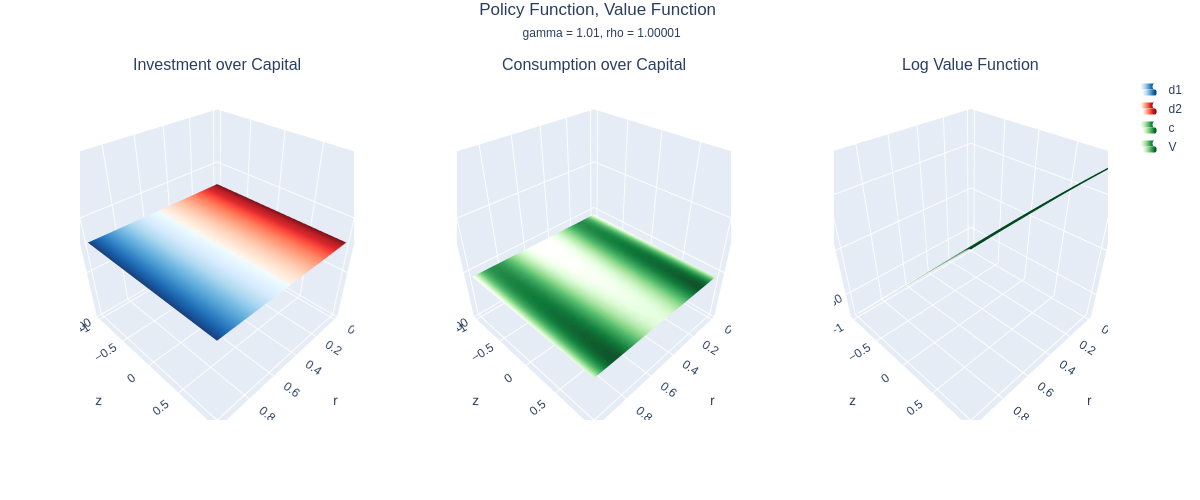 Policy Function, Value Function
gamma = 1.01, rho = 1.00001
Investment over Capital
Consumption over Capital
Log Value Function
d1
d2
c
V
−0.5
0
0.5
z
0
0.2
0.4
0.6
0.8
r
−0.5
0
0.5
z
0
0.2
0.4
0.6
0.8
r
−1
−0.5
0
0.5
z
0
0.2
0.4
0.6
0.8
r